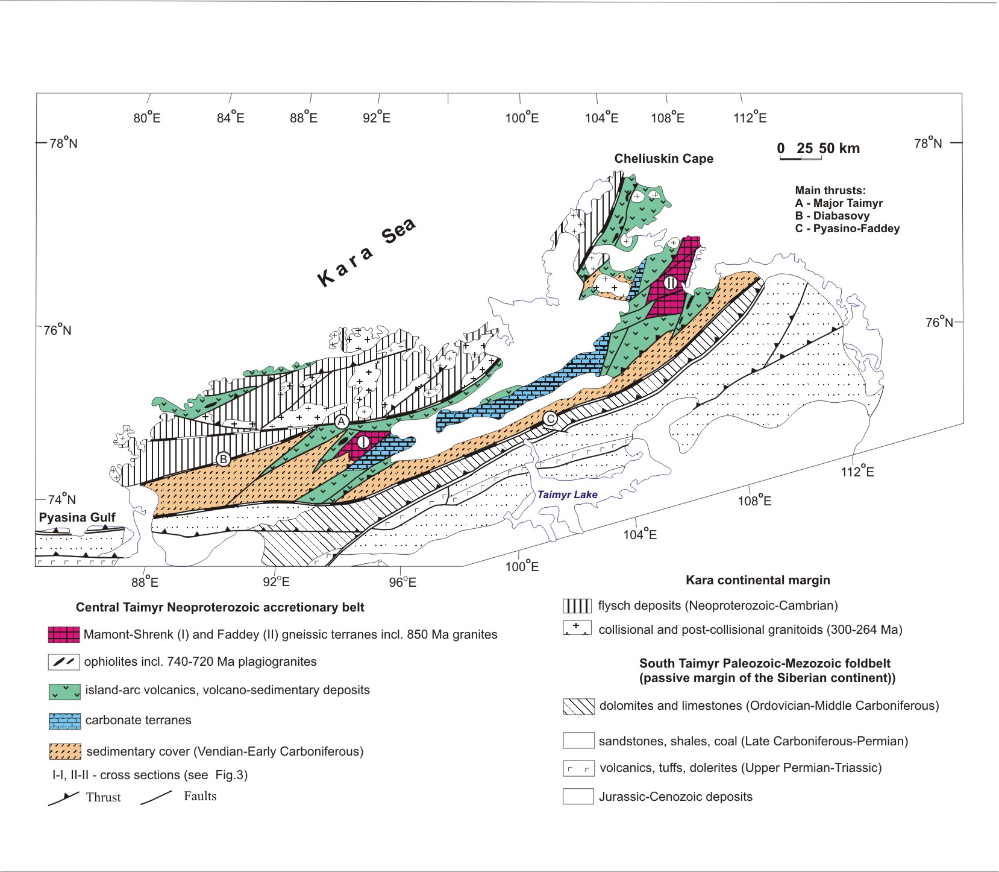 80°E 84°E 88°E 92°E 100°E 104°E 108°E 112°E
78°N 78°N
0 25 50 km
Cheliuskin Cape
Main thrusts:
A - Major Taimyr
B - Diabasovy
C - Pyasino-Faddey
Kara Sea
II
76°N 76°N
A
C
I
B
112°E
Taimyr Lake
74°N
108°E
Pyasina Gulf
104°E
100°E
88°E 92°E 96°E
Central Taimyr Neoproterozoic accretionary belt
Mamont-Shrenk (I) and Faddey (II) gneissic terranes incl. 850 Ma granites
ophiolites incl. 740-720 Ma plagiogranites
island-arc volcanics, volcano-sedimentary deposits
carbonate terranes
sedimentary cover (Vendian-Early Carboniferous)
I-I, II-II - cross sections (see Fig.3)
Thrust Faults
Kara continental margin
flysch deposits (Neoproterozoic-Cambrian)
collisional and post-collisional granitoids (300-264 Ma)
South Taimyr Paleozoic-Mezozoic foldbelt
(passive margin of the Siberian continent))
dolomites and limestones (Ordovician-Middle Carboniferous)
sandstones, shales, coal (Late Carboniferous-Permian)
volcanics, tuffs, dolerites (Upper Permian-Triassic)
Jurassic-Cenozoic deposits